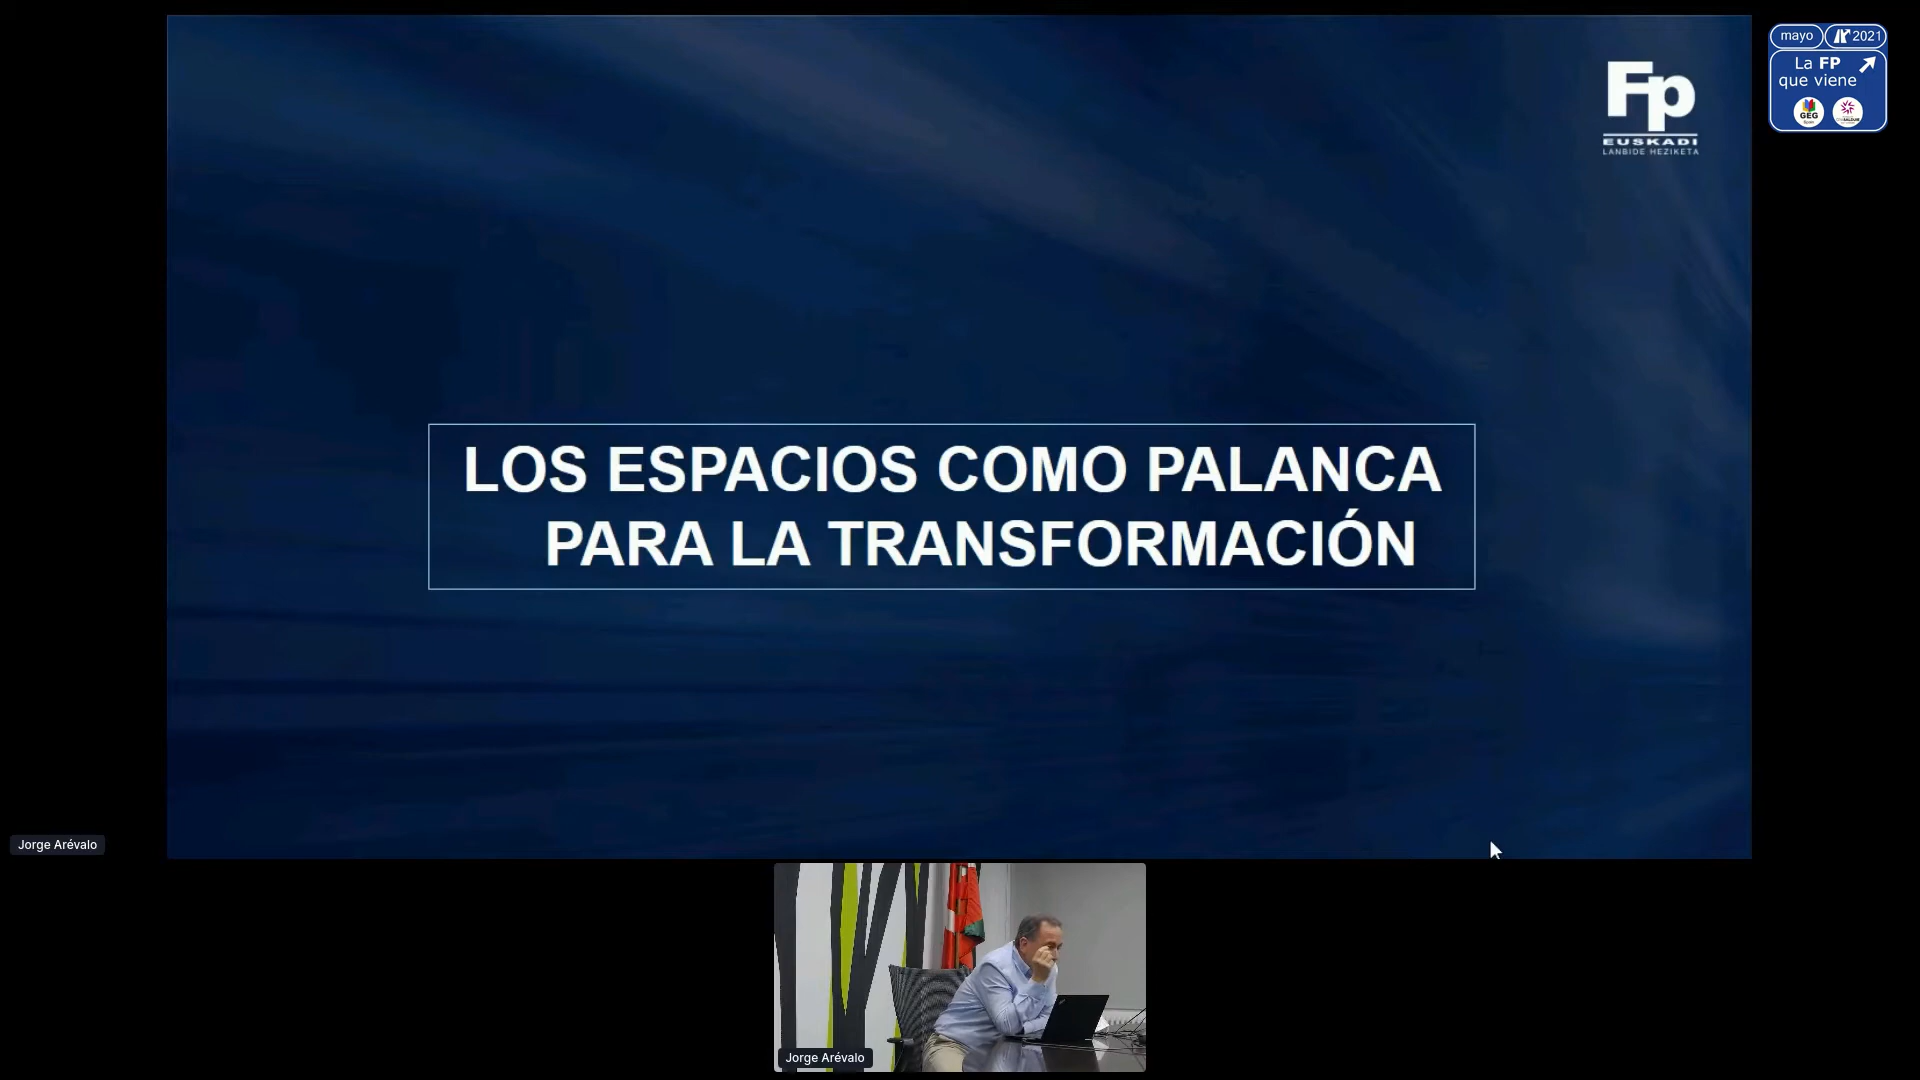 mayo
2021
La FP
que viene
GEG
Fp
EUSKADI
LANBIDE HEZIKETA
LOS ESPACIOS COMO PALANCA
PARA LA TRANSFORMACIÓN
Jorge Arévalo
Jorge Arévalo